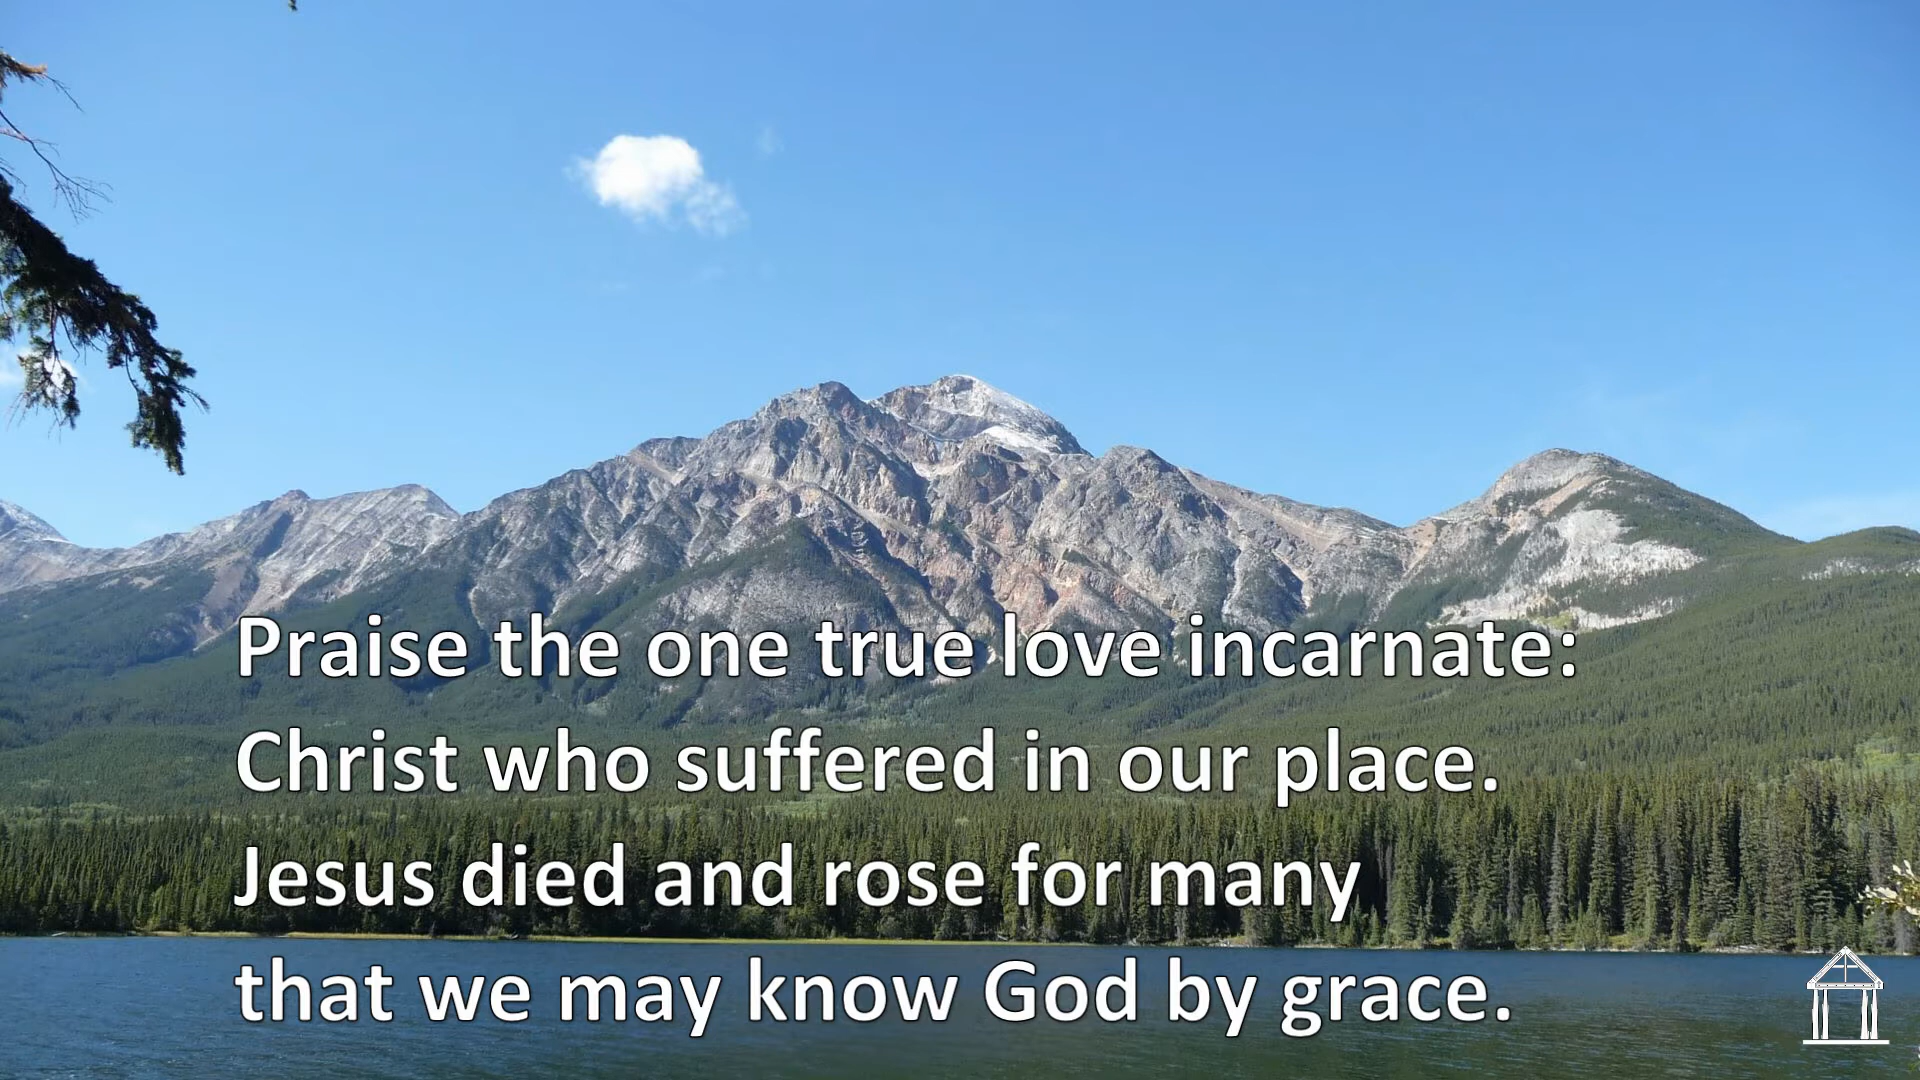 Praise the one true love incarnate:
Christ who suffered in our place.
Jesus died and rose for many
that we may know God by grace.